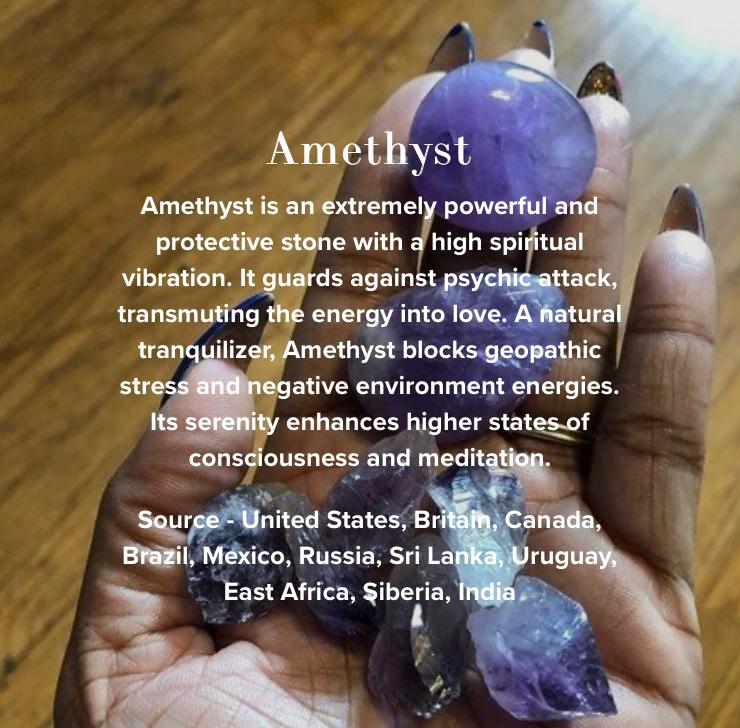 Amethyst
Amethyst is an extremely powerful and
protective stone with a high spiritual
vibration. It guards against psychic attack,
transmuting the energy into love. A natural
tranquilizer, Amethyst blocks geopathic
stress and negative environment energies.
Its serenity enhances higher states of
consciousness and meditation.
Source - United States, Britain, Canada,
Brazil, Mexico, Russia, Sri Lanka, Uruguay,
East Africa, Siberia, India